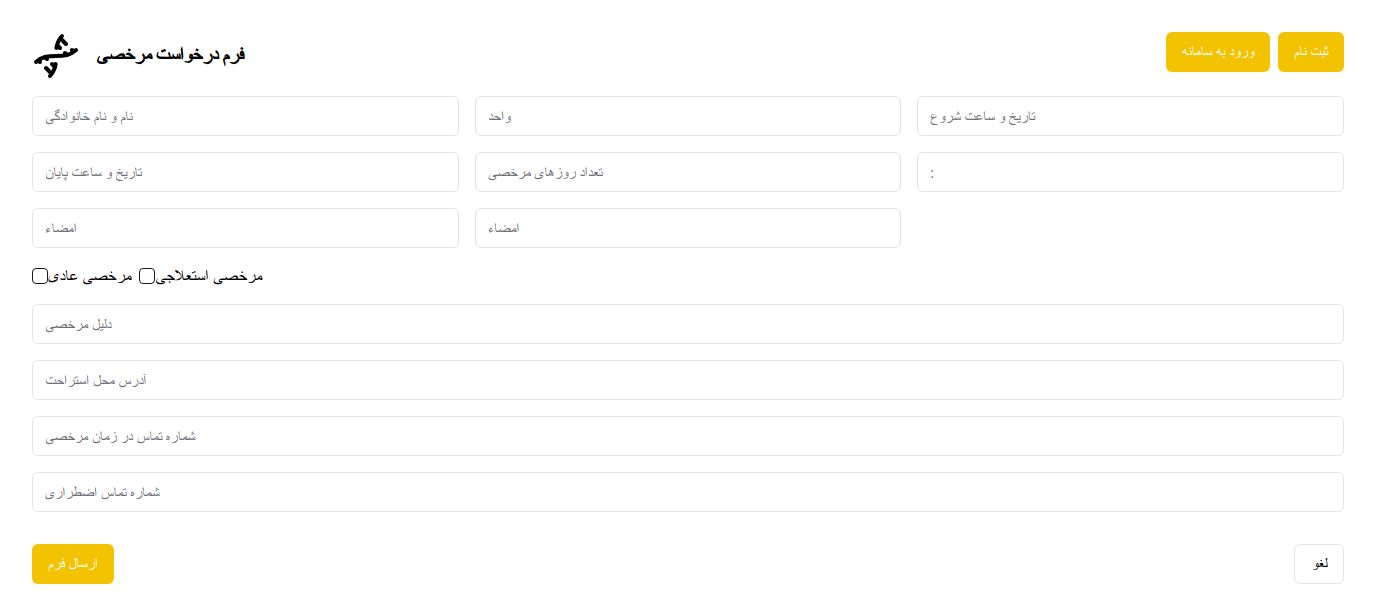 فرم درخواست مرخصی
ورود به سامانه
ثبت نام
نام و نام خانوادگی
واحد
تاریخ و ساعت شروع
تاریخ و ساعت پایان
تعداد روزهای مرخصی
:
امضاء
امضاء
مرخصی عادی
مرخصی استعلاجی
دلیل مرخصی
آدرس محل استراحت
شماره تماس در زمان مرخصی
شماره تماس اضطراری
ارسال فرم
لغو